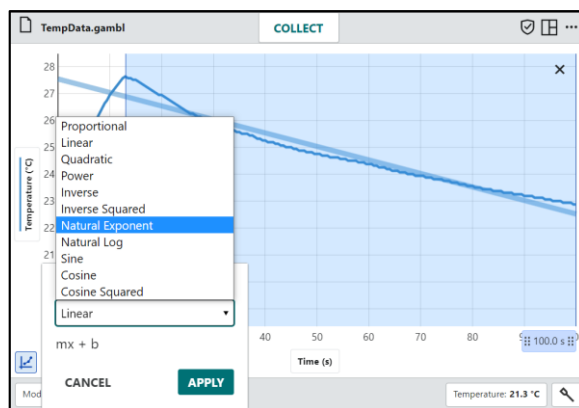 TempData.gambl
COLLECT
28
27
26
25
24
23
22
21
Temperature (°C)
Proportional
Linear
Quadratic
Power
Inverse
Inverse Squared
Natural Exponent
Natural Log
Sine
Cosine
Cosine Squared
Linear
mx + b
CANCEL
APPLY
40
50
60
70
80
100.0 s
Time (s)
Mod
Temperature: 21.3 °C